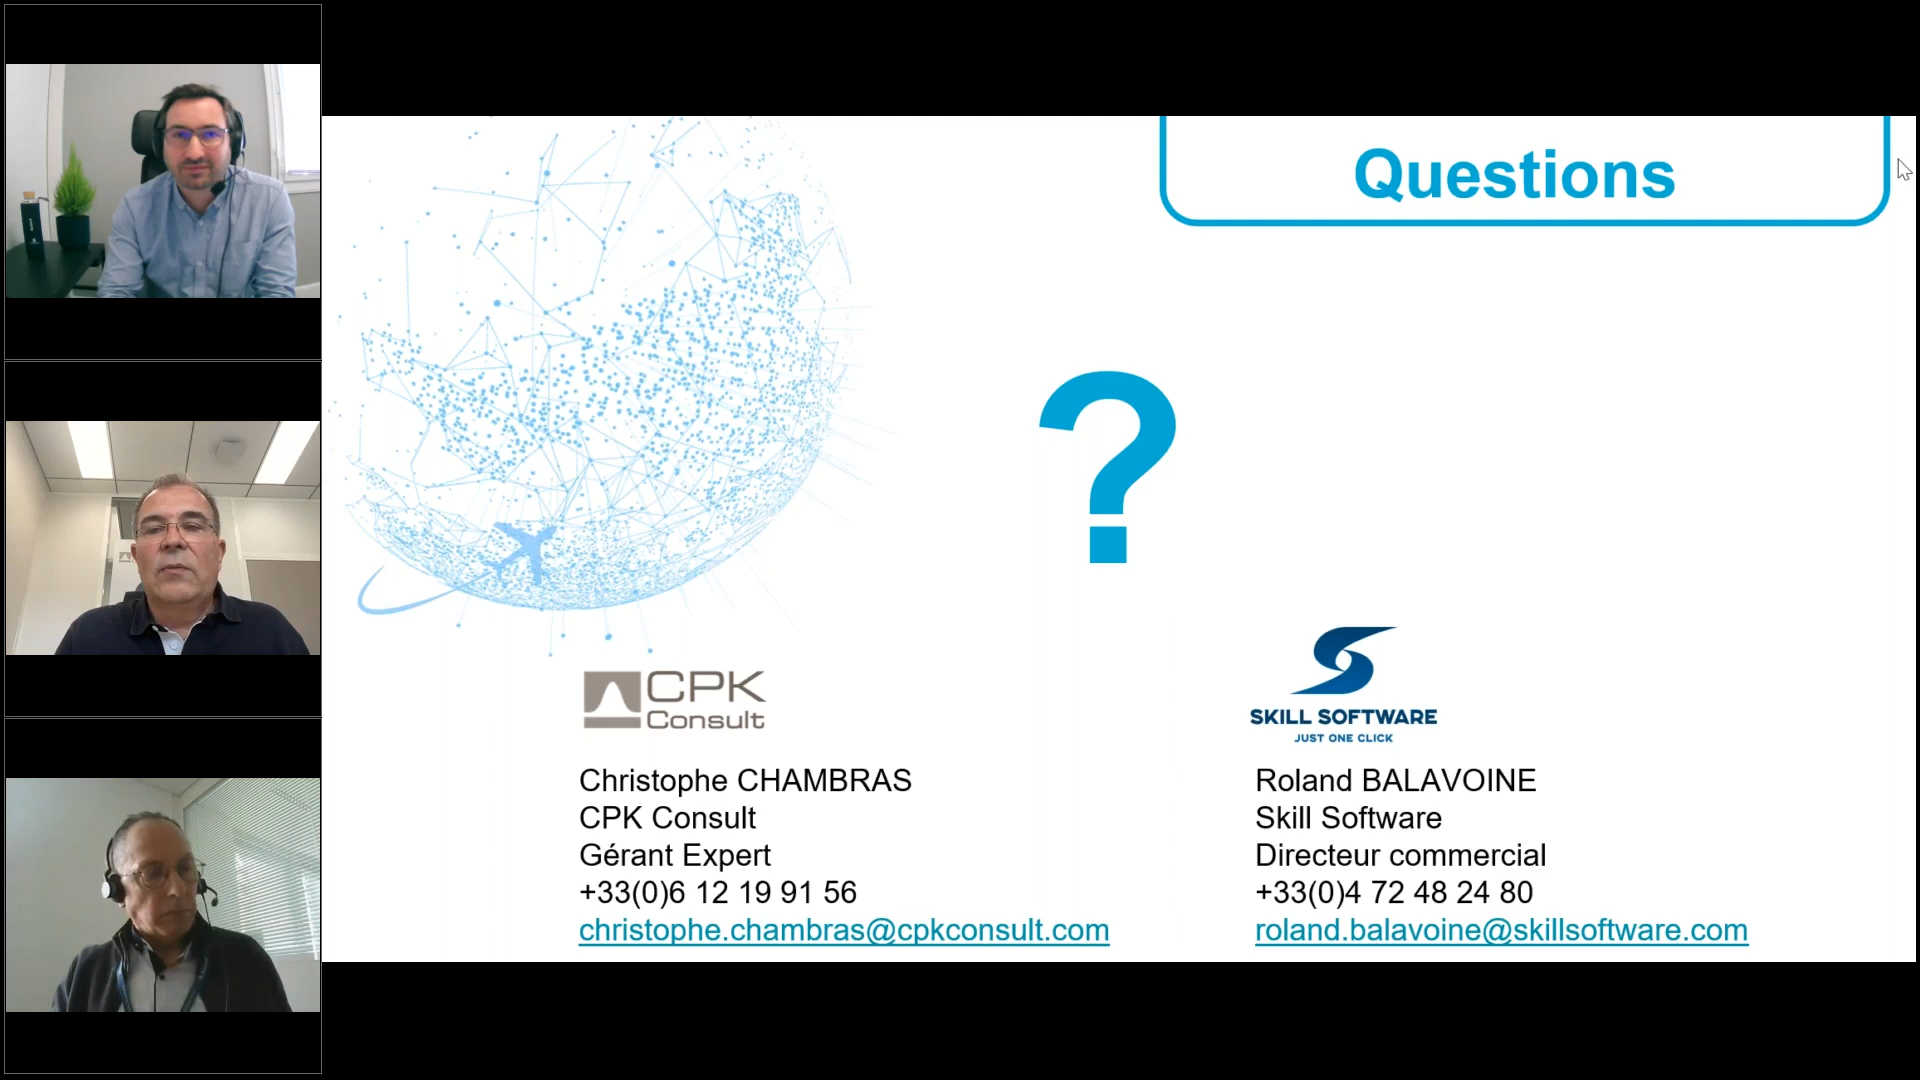 Questions
?
CPK
Consult
SKILL SOFTWARE
JUST ONE CLICK
Christophe CHAMBRAS
CPK Consult
Gérant Expert
+33(0)6 12 19 91 56
christophe.chambras@cpkconsult.com
Roland BALAVOINE
Skill Software
Directeur commercial
+33(0)4 72 48 24 80
roland.balavoine@skillsoftware.com